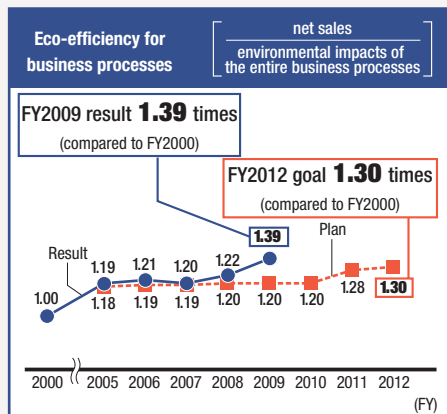 Eco-efficiency for
business processes
net sales
environmental impacts of
the entire business processes
FY2009 result 1.39 times
(compared to FY2000)
FY2012 goal 1.30 times
(compared to FY2000)
Result
Plan
1.00
1.19
1.21
1.20
1.22
1.39
1.18
1.19
1.19
1.20
1.20
1.20
1.28
1.30
2000 2005 2006 2007 2008 2009 2010 2011 2012
(FY)